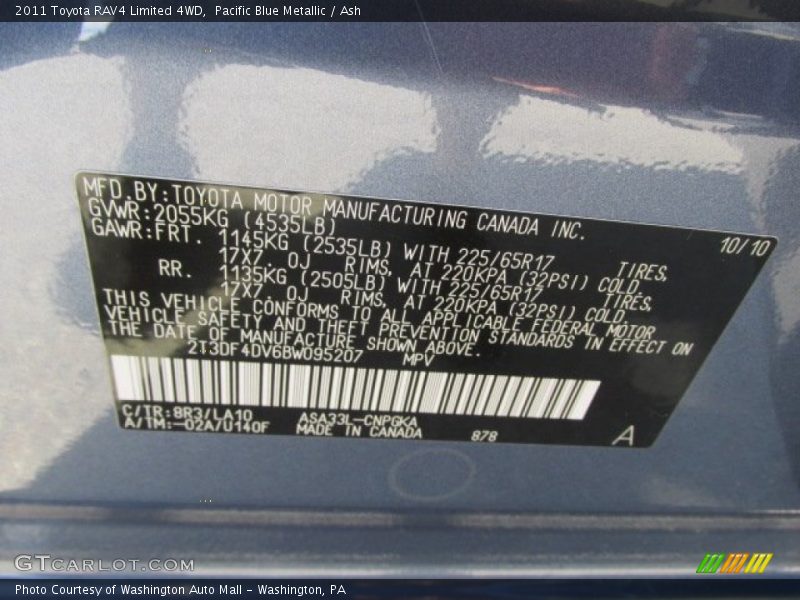 2011 Toyota RAV4 Limited 4WD, Pacific Blue Metallic / Ash
MFD.BY:TOYOTA MOTOR MANUFACTURING CANADA INC. 10/10
GVWR:2055KG (4535LB)
GAWR:FRT. 1145KG (2535LB) WITH 225/65R17 TIRES,
17X7.0J RIMS, AT 220KPA (32PSI) COLD
RR. 1135KG (2505LB) WITH 225/65R17 TIRES,
17X7.0J RIMS, AT 220KPA (32PSI) COLD.
THIS VEHICLE CONFORMS TO ALL APPLICABLE FEDERAL MOTOR
VEHICLE SAFETY AND THEFT PREVENTION STANDARDS IN EFFECT ON
THE DATE OF MANUFACTURE SHOWN ABOVE.
2T3DF4DV6BW095207 MPV
C/TR:8R3/LA10 ASA33L-CNPGKA
A/TM:-02A/U140F MADE IN CANADA 878 A
GTCARLOT.COM
Photo Courtesy of Washington Auto Mall - Washington, PA